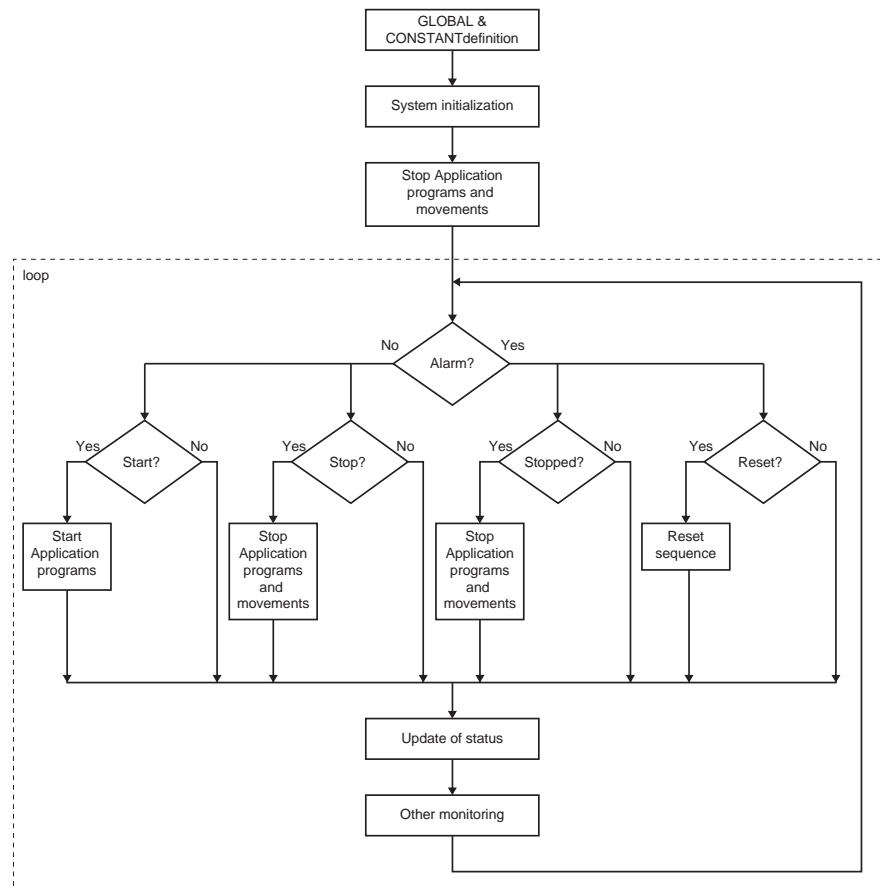 GLOBAL &
CONSTANTdefinition
System initialization
Stop Application
programs and
movements
loop
No
Yes
Alarm?
Yes
No
Start?
Yes
No
Stop?
Yes
No
Stopped?
Yes
No
Reset?
Start
Application
programs
Stop
Application
programs
and
movements
Stop
Application
programs
and
movements
Reset
sequence
Update of status
Other monitoring